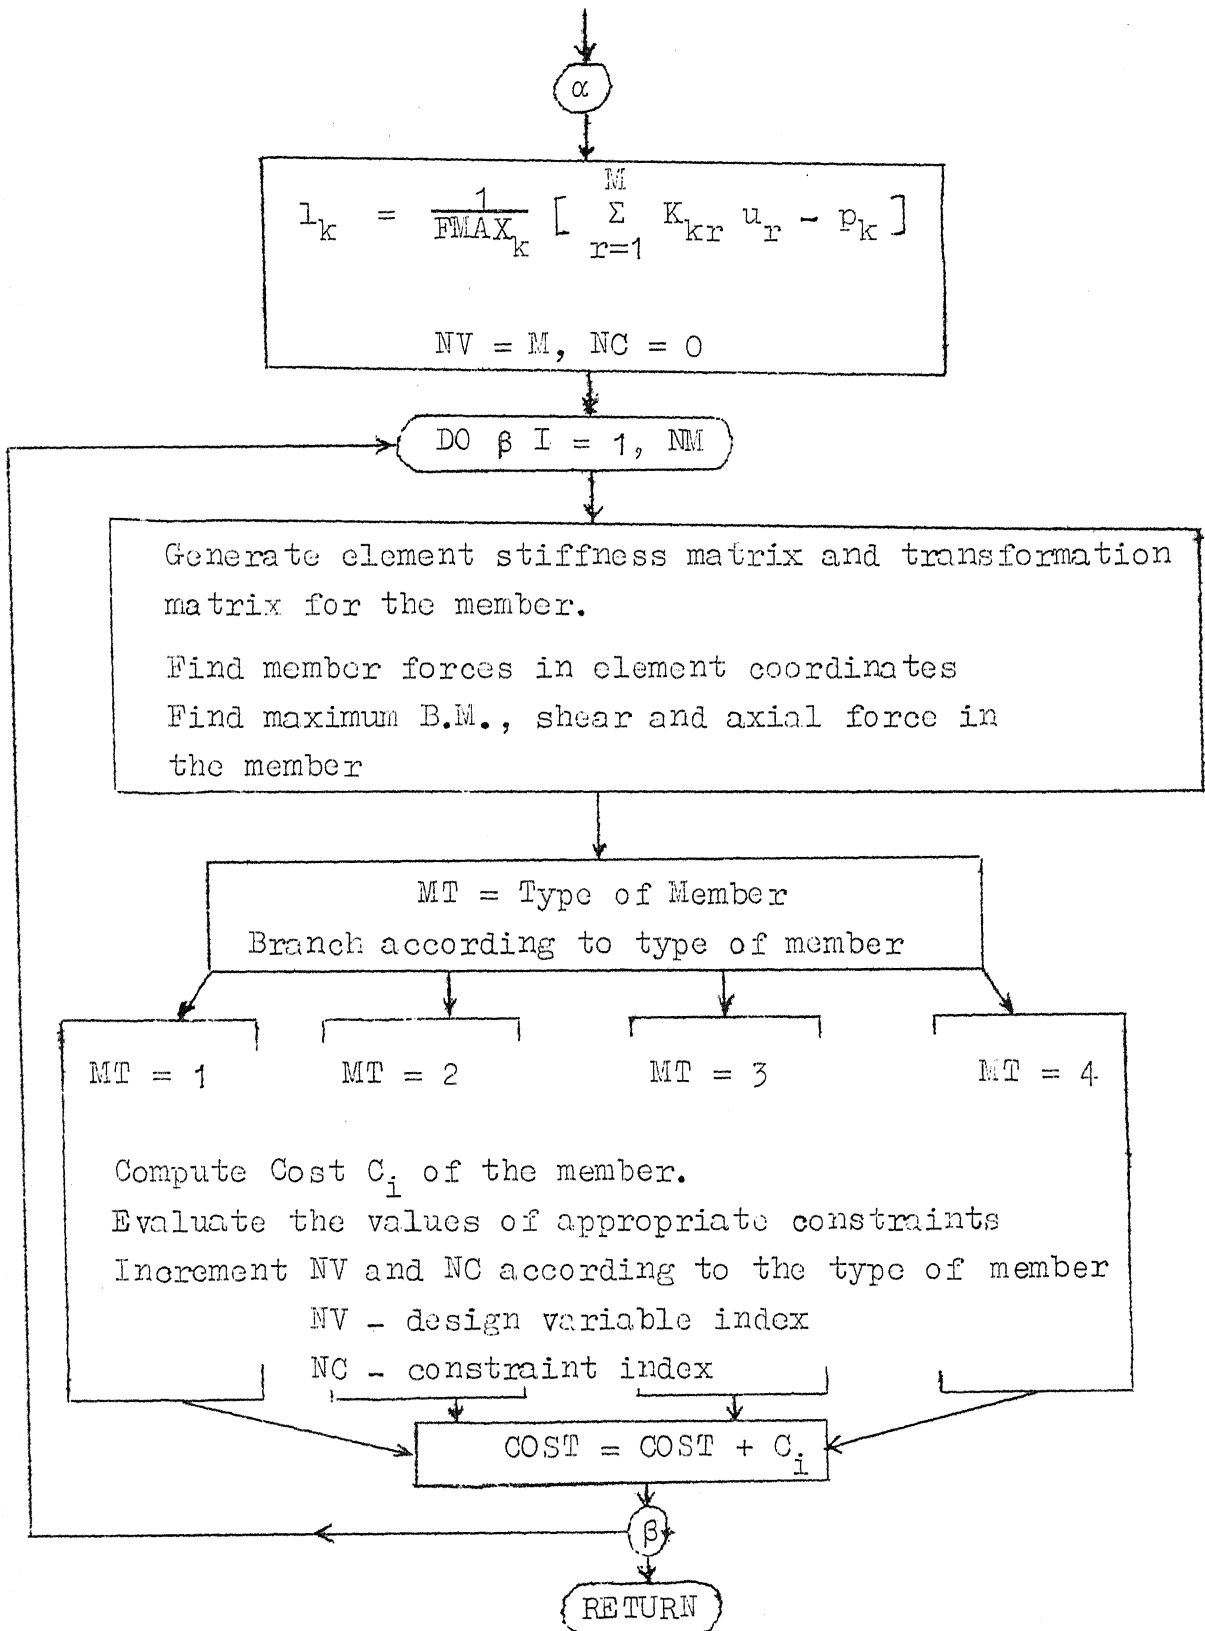 α
l_k = 1/FMAX_k [ M Σ r=1 K_kr u_r - p_k ]
NV = M, NC = 0
DO β I = 1, NM
Generate element stiffness matrix and transformation
matrix for the member.
Find member forces in element coordinates
Find maximum B.M., shear and axial force in
the member
MT = Type of Member
Branch according to type of member
MT = 1 MT = 2 MT = 3 MT = 4
Compute Cost C_i of the member.
Evaluate the values of appropriate constraints
Increment NV and NC according to the type of member
NV - design variable index
NC - constraint index
COST = COST + C_i
β
RETURN